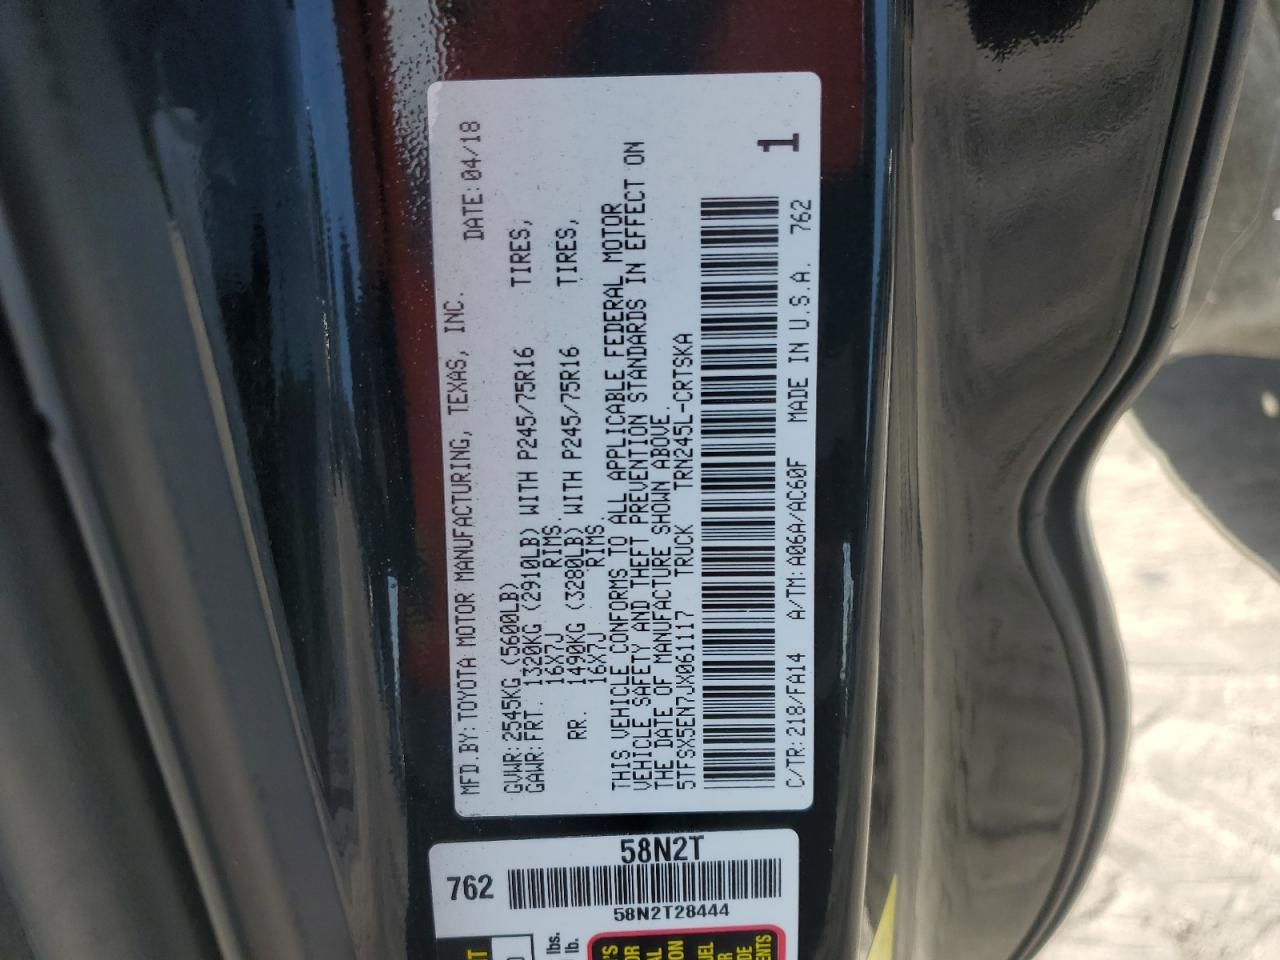 MFD.BY:TOYOTA MOTOR MANUFACTURING, TEXAS, INC. DATE:04/18
GVWR:2545KG (5600LB)
GAWR:FRT. 1320KG (2910LB) WITH P245/75R16 TIRES,
16X7J RIMS,
RR. 1490KG (3280LB) WITH P245/75R16 TIRES,
16X7J RIMS
THIS VEHICLE CONFORMS TO ALL APPLICABLE FEDERAL MOTOR
VEHICLE SAFETY AND THEFT PREVENTION STANDARDS IN EFFECT ON
THE DATE OF MANUFACTURE SHOWN ABOVE.
5TFSX5EN7JX061117 TRUCK TRN245L-CRTSKA
1
C/TR:218/FA14 A/TM:A06A/AC60F MADE IN U.S.A. 762
58N2T
762
58N2T28444
lbs.
lb.